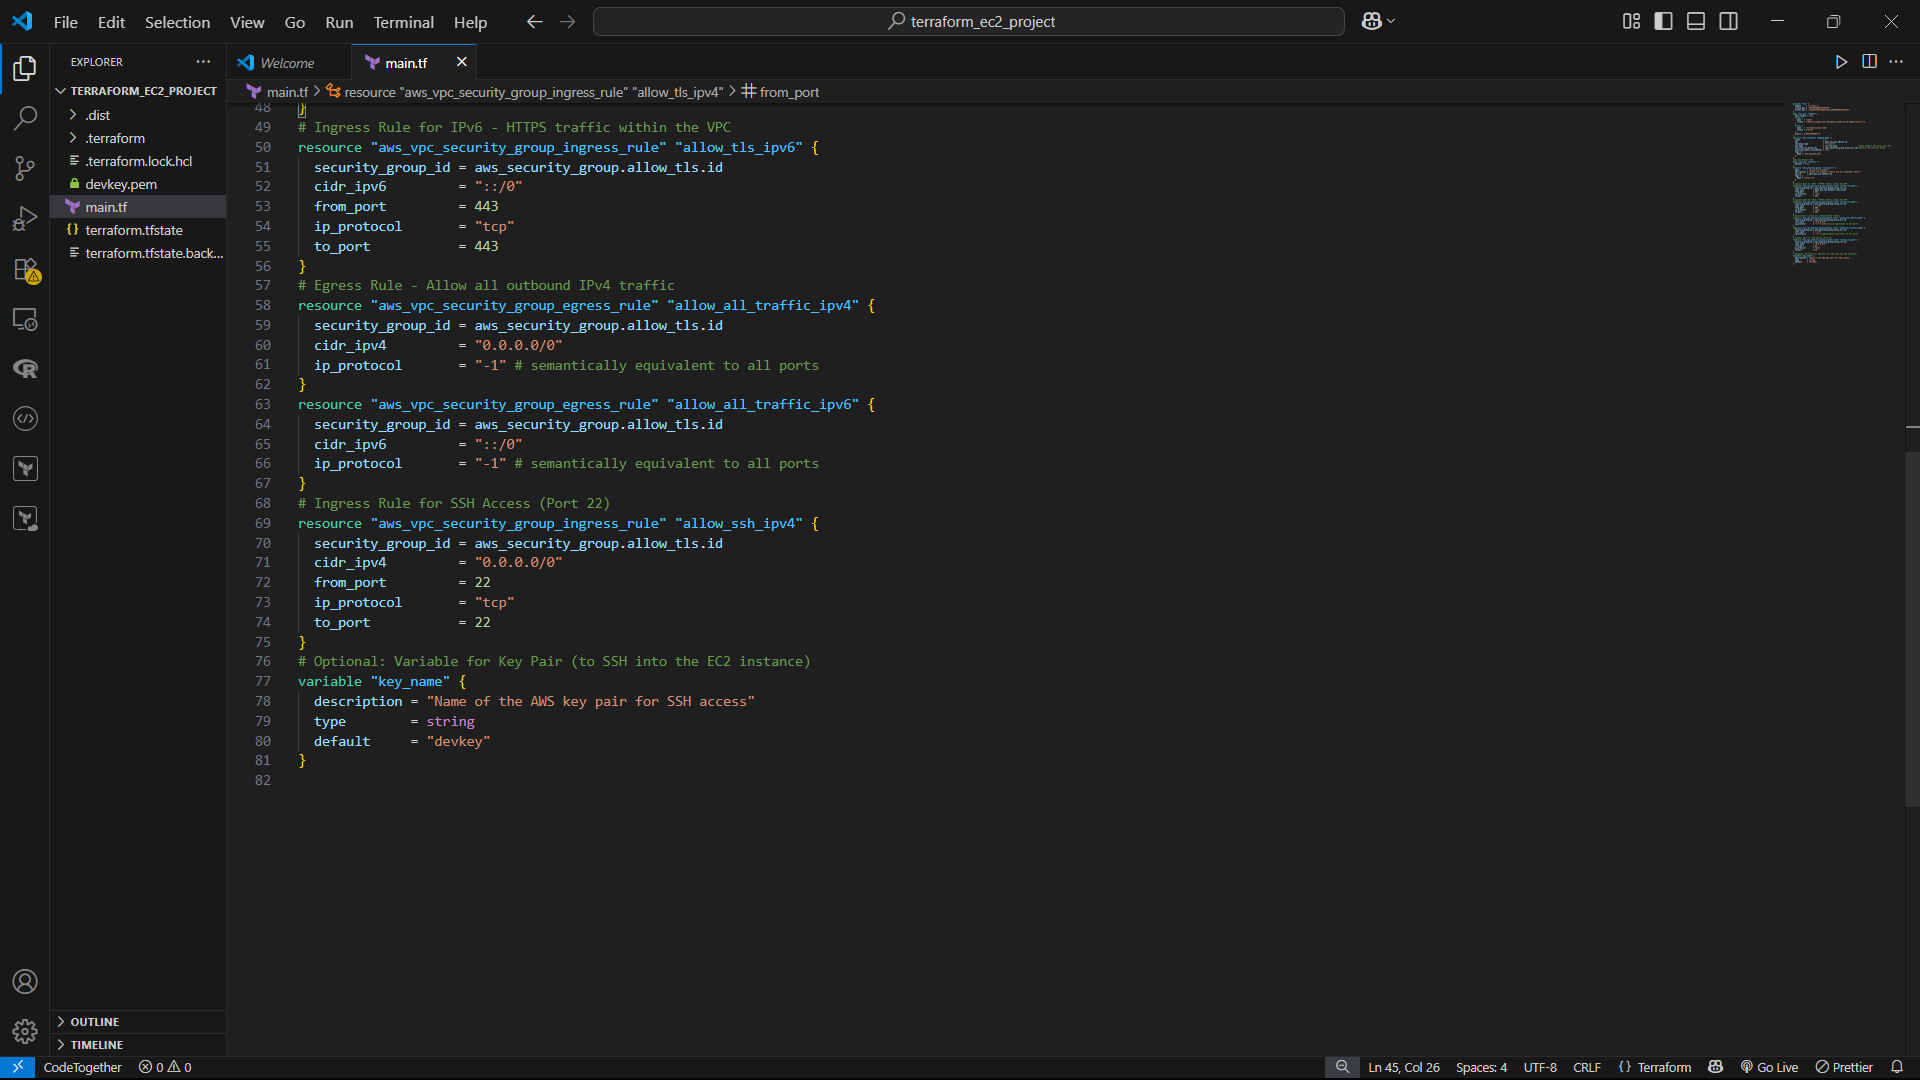 File Edit Selection View Go Run Terminal Help
terraform_ec2_project
EXPLORER
Welcome
main.tf
TERRAFORM_EC2_PROJECT
.dist
.terraform
.terraform.lock.hcl
devkey.pem
main.tf
terraform.tfstate
terraform.tfstate.back...
main.tf > resource "aws_vpc_security_group_ingress_rule" "allow_tls_ipv4" > from_port
48 }
49 # Ingress Rule for IPv6 - HTTPS traffic within the VPC
50 resource "aws_vpc_security_group_ingress_rule" "allow_tls_ipv6" {
51 security_group_id = aws_security_group.allow_tls.id
52 cidr_ipv6 = "::/0"
53 from_port = 443
54 ip_protocol = "tcp"
55 to_port = 443
56 }
57 # Egress Rule - Allow all outbound IPv4 traffic
58 resource "aws_vpc_security_group_egress_rule" "allow_all_traffic_ipv4" {
59 security_group_id = aws_security_group.allow_tls.id
60 cidr_ipv4 = "0.0.0.0/0"
61 ip_protocol = "-1" # semantically equivalent to all ports
62 }
63 resource "aws_vpc_security_group_egress_rule" "allow_all_traffic_ipv6" {
64 security_group_id = aws_security_group.allow_tls.id
65 cidr_ipv6 = "::/0"
66 ip_protocol = "-1" # semantically equivalent to all ports
67 }
68 # Ingress Rule for SSH Access (Port 22)
69 resource "aws_vpc_security_group_ingress_rule" "allow_ssh_ipv4" {
70 security_group_id = aws_security_group.allow_tls.id
71 cidr_ipv4 = "0.0.0.0/0"
72 from_port = 22
73 ip_protocol = "tcp"
74 to_port = 22
75 }
76 # Optional: Variable for Key Pair (to SSH into the EC2 instance)
77 variable "key_name" {
78 description = "Name of the AWS key pair for SSH access"
79 type = string
80 default = "devkey"
81 }
82
OUTLINE
TIMELINE
CodeTogether 0 0
Ln 45, Col 26 Spaces: 4 UTF-8 CRLF {} Terraform Go Live Prettier